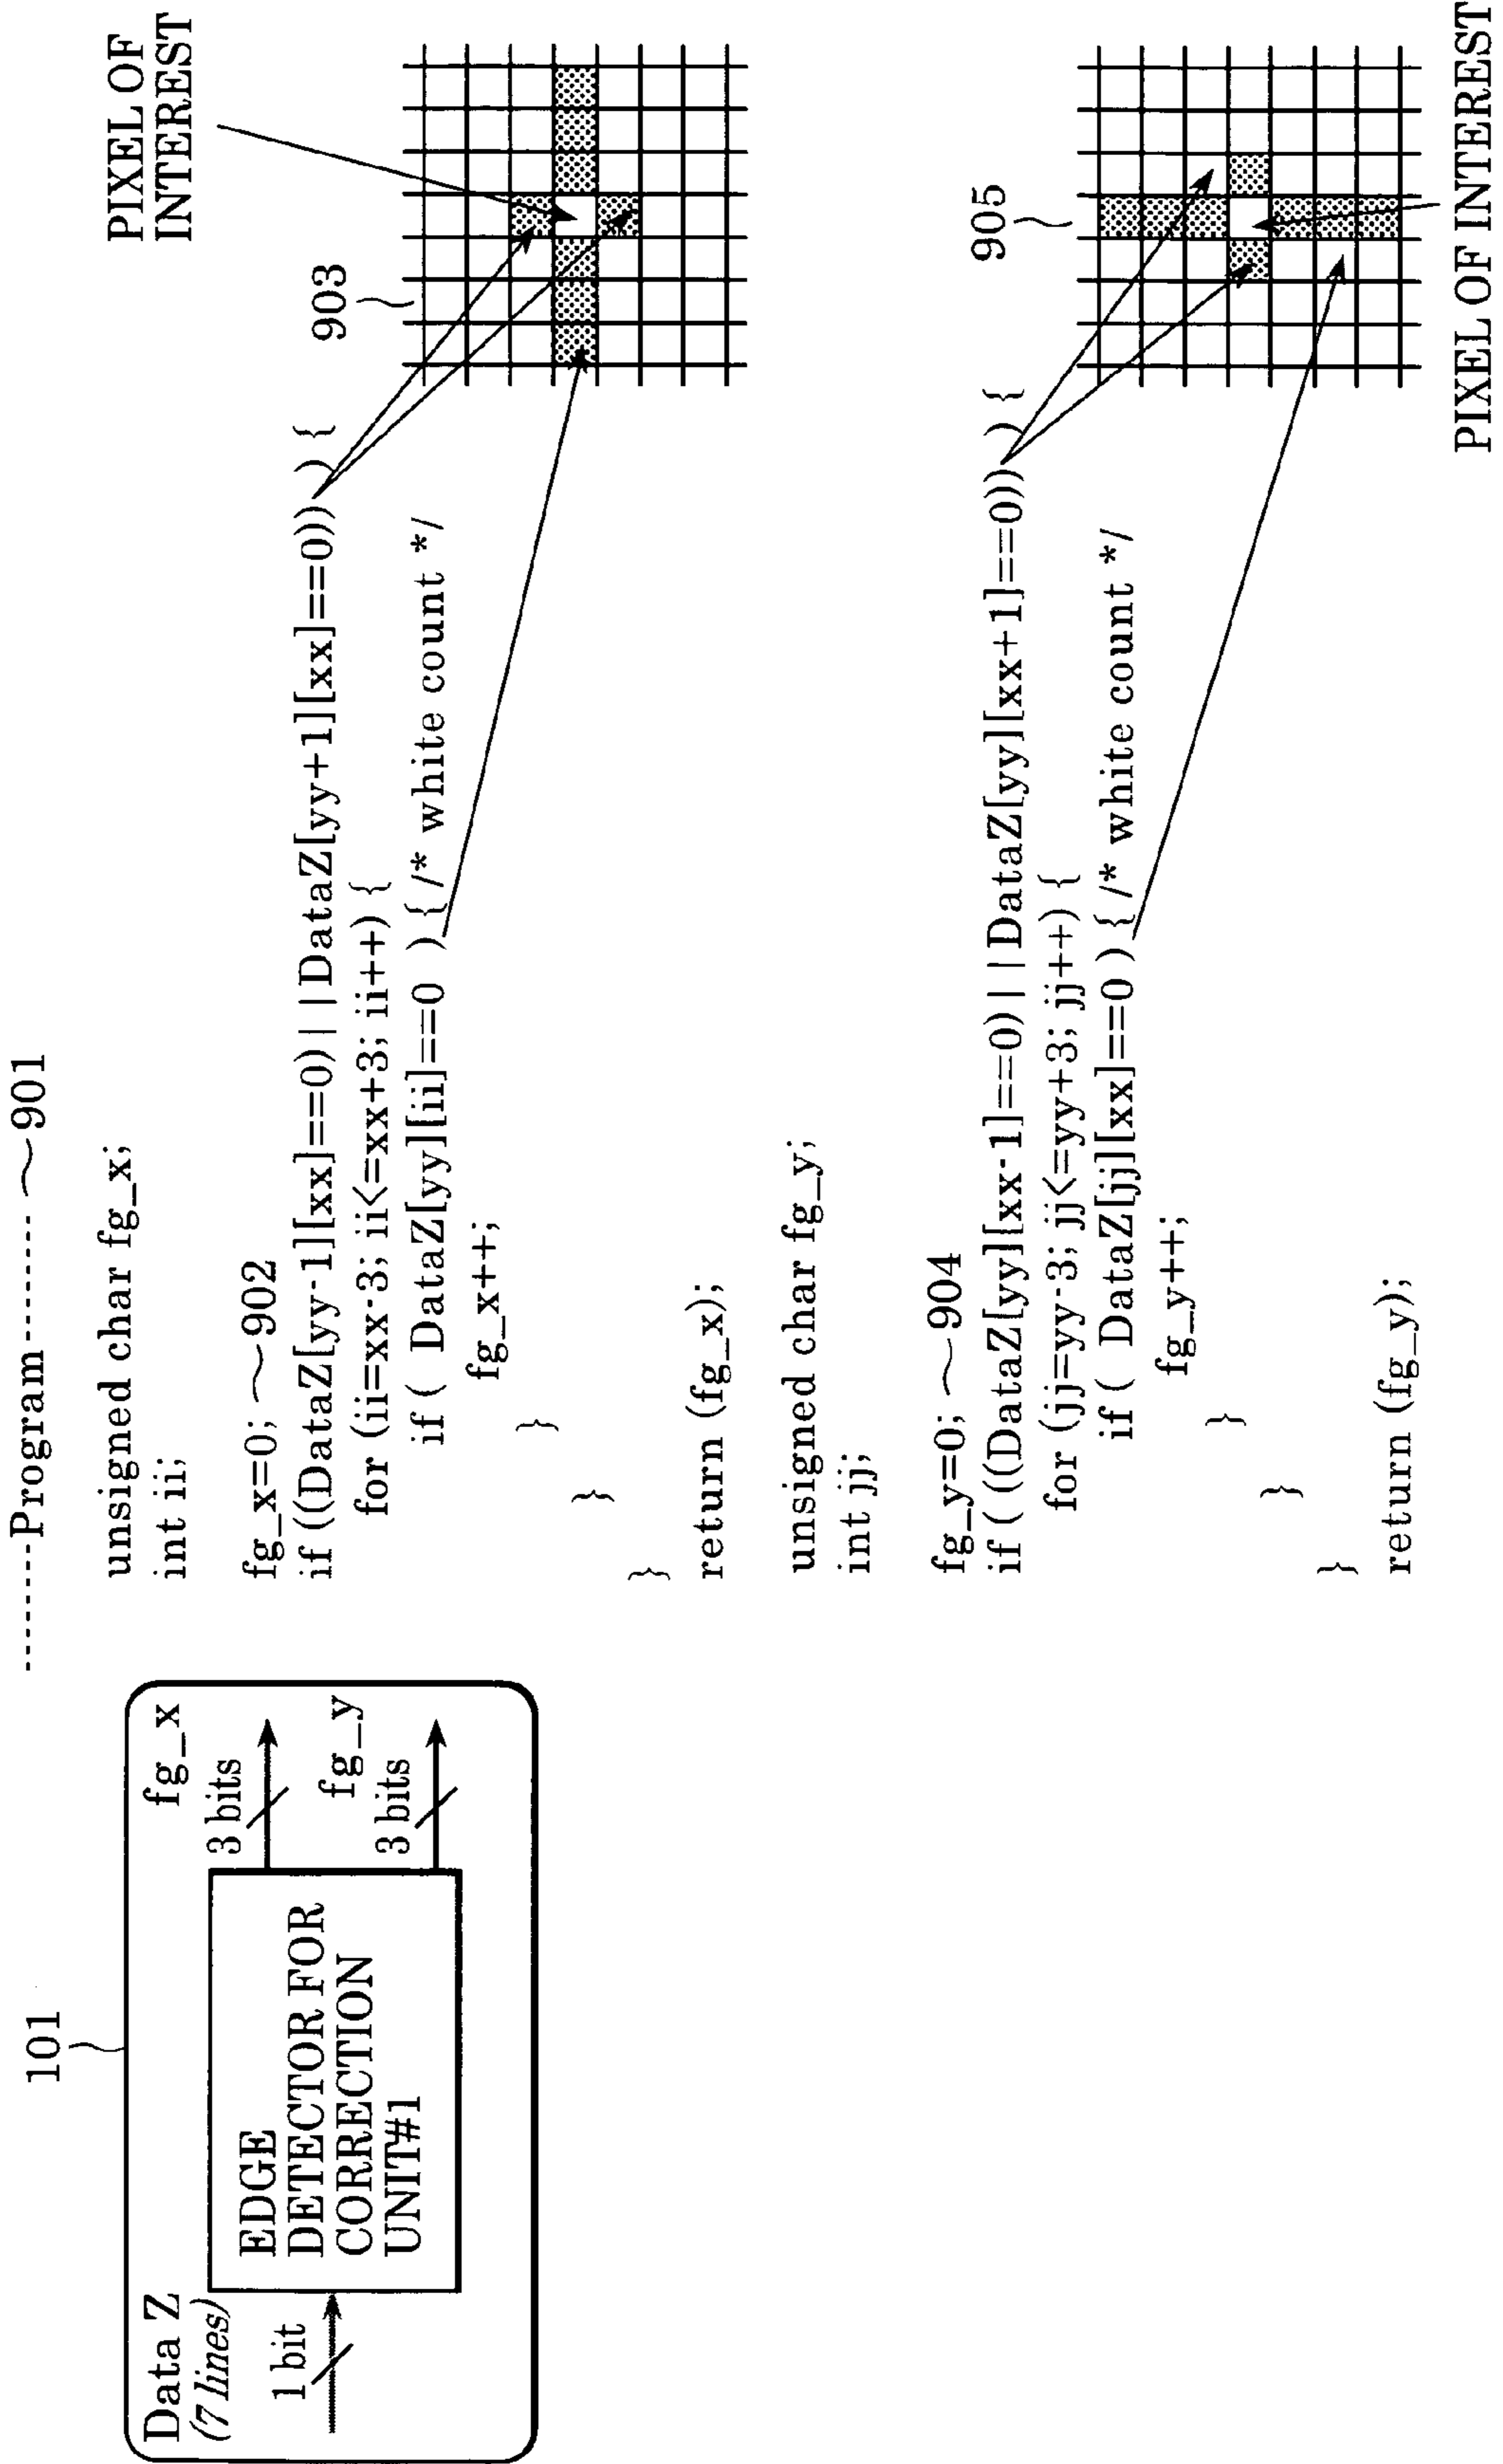 101
Data Z
(7 lines)
1 bit
EDGE
DETECTOR FOR
CORRECTION
UNIT#1
fg_x
3 bits
fg_y
3 bits
---------Program---------- ~901
unsigned char fg_x;
int ii;
fg_x=0; ~902
if ((DataZ[yy-1][xx]==0) | | DataZ[yy+1][xx]==0)) ) {
for (ii=xx-3; ii<=xx+3; ii++) {
if ( DataZ[yy][ii]==0 ) { /* white count */
fg_x++;
}
}
}
return (fg_x);
903
PIXEL OF
INTEREST
unsigned char fg_y;
int jj;
fg_y=0; ~904
if ( ((DataZ[yy][xx-1]==0) | | DataZ[yy][xx+1]==0)) ) {
for (jj=yy-3; jj<=yy+3; jj++) {
if ( DataZ[jj][xx]==0 ) { /* white count */
fg_y++;
}
}
}
return (fg_y);
905
PIXEL OF INTEREST